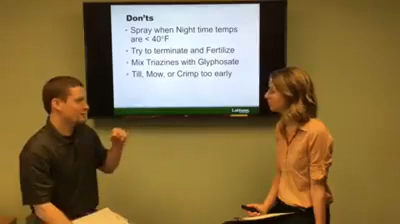 Don'ts
• Spray when Night time temps
are < 40°F
• Try to terminate and Fertilize
• Mix Triazines with Glyphosate
• Till, Mow, or Crimp too early